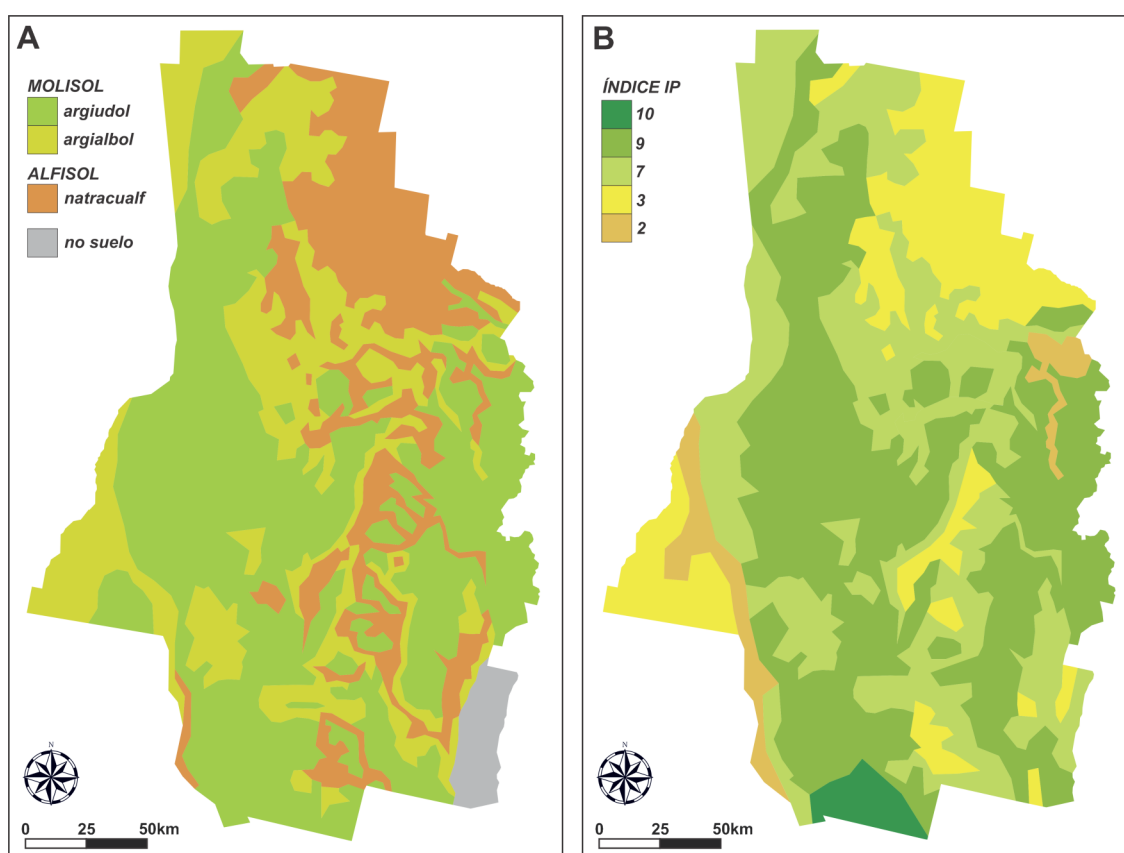 A
MOLISOL
argiudol
argialbol
ALFISOL
natracualf
no suelo
N
0 25 50km
B
ÍNDICE IP
10
9
7
3
2
N
0 25 50km